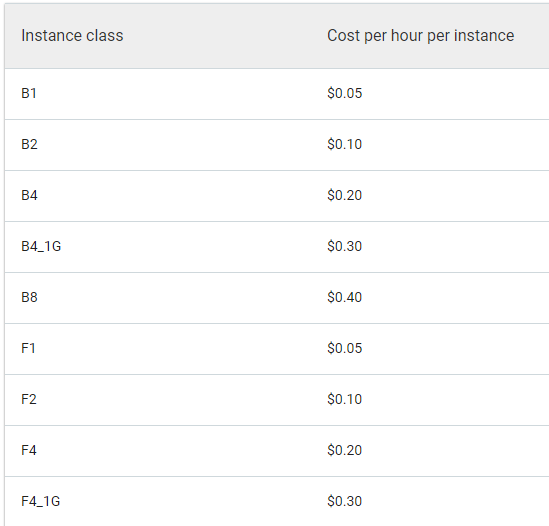 Instance class Cost per hour per instance
B1 $0.05
B2 $0.10
B4 $0.20
B4_1G $0.30
B8 $0.40
F1 $0.05
F2 $0.10
F4 $0.20
F4_1G $0.30